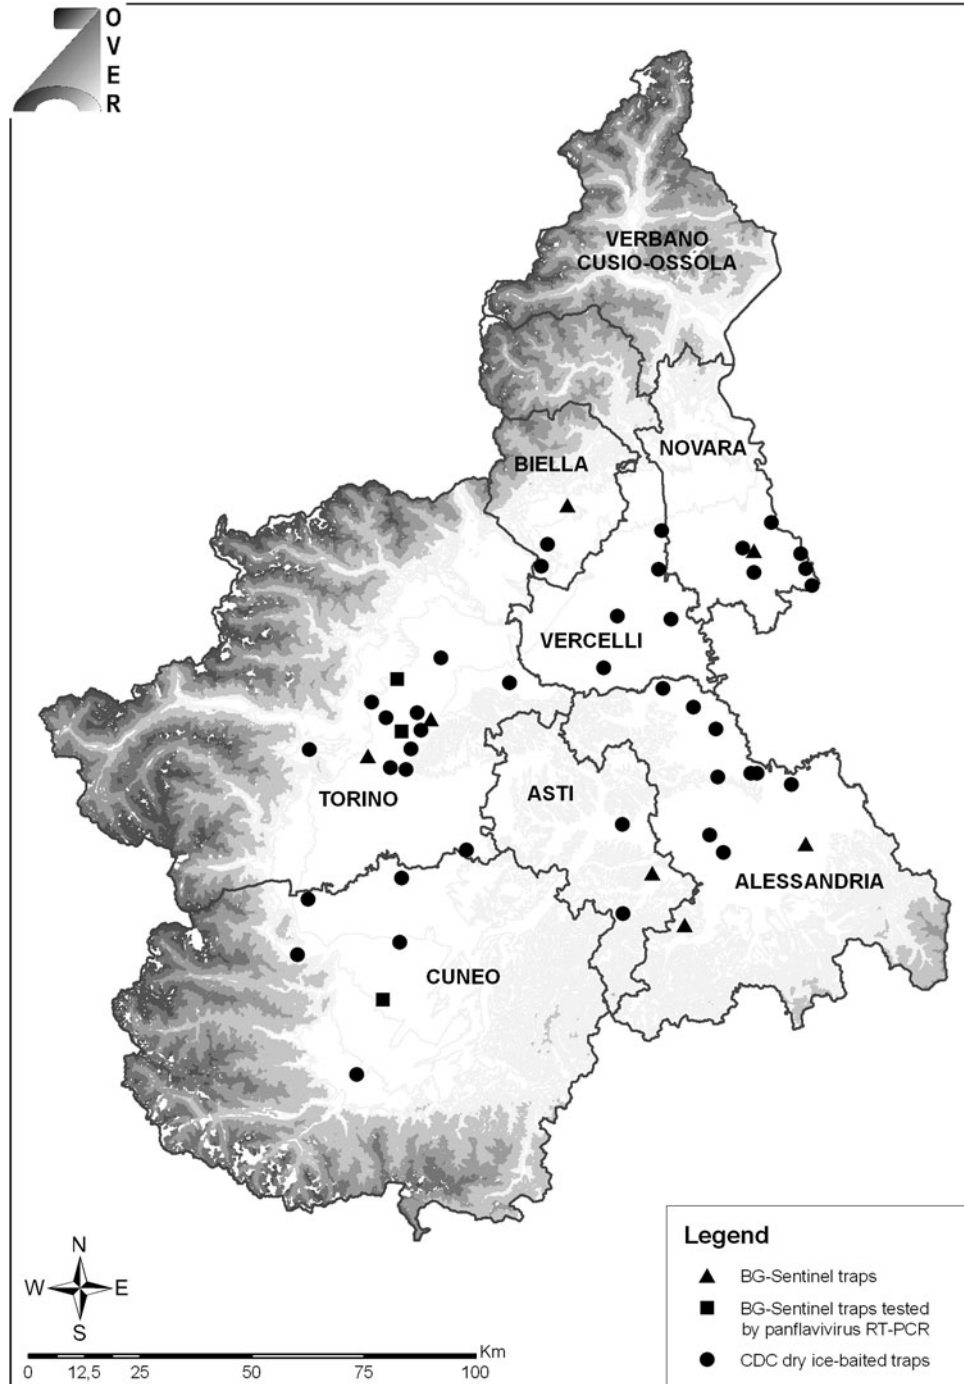 OVER
VERBANO
CUSIO-OSSOLA
NOVARA
BIELLA
VERCELLI
TORINO
ASTI
ALESSANDRIA
CUNEO
N
W E
S
Km
0 12,5 25 50 75 100
Legend
BG-Sentinel traps
BG-Sentinel traps tested
by panflavivirus RT-PCR
CDC dry ice-baited traps